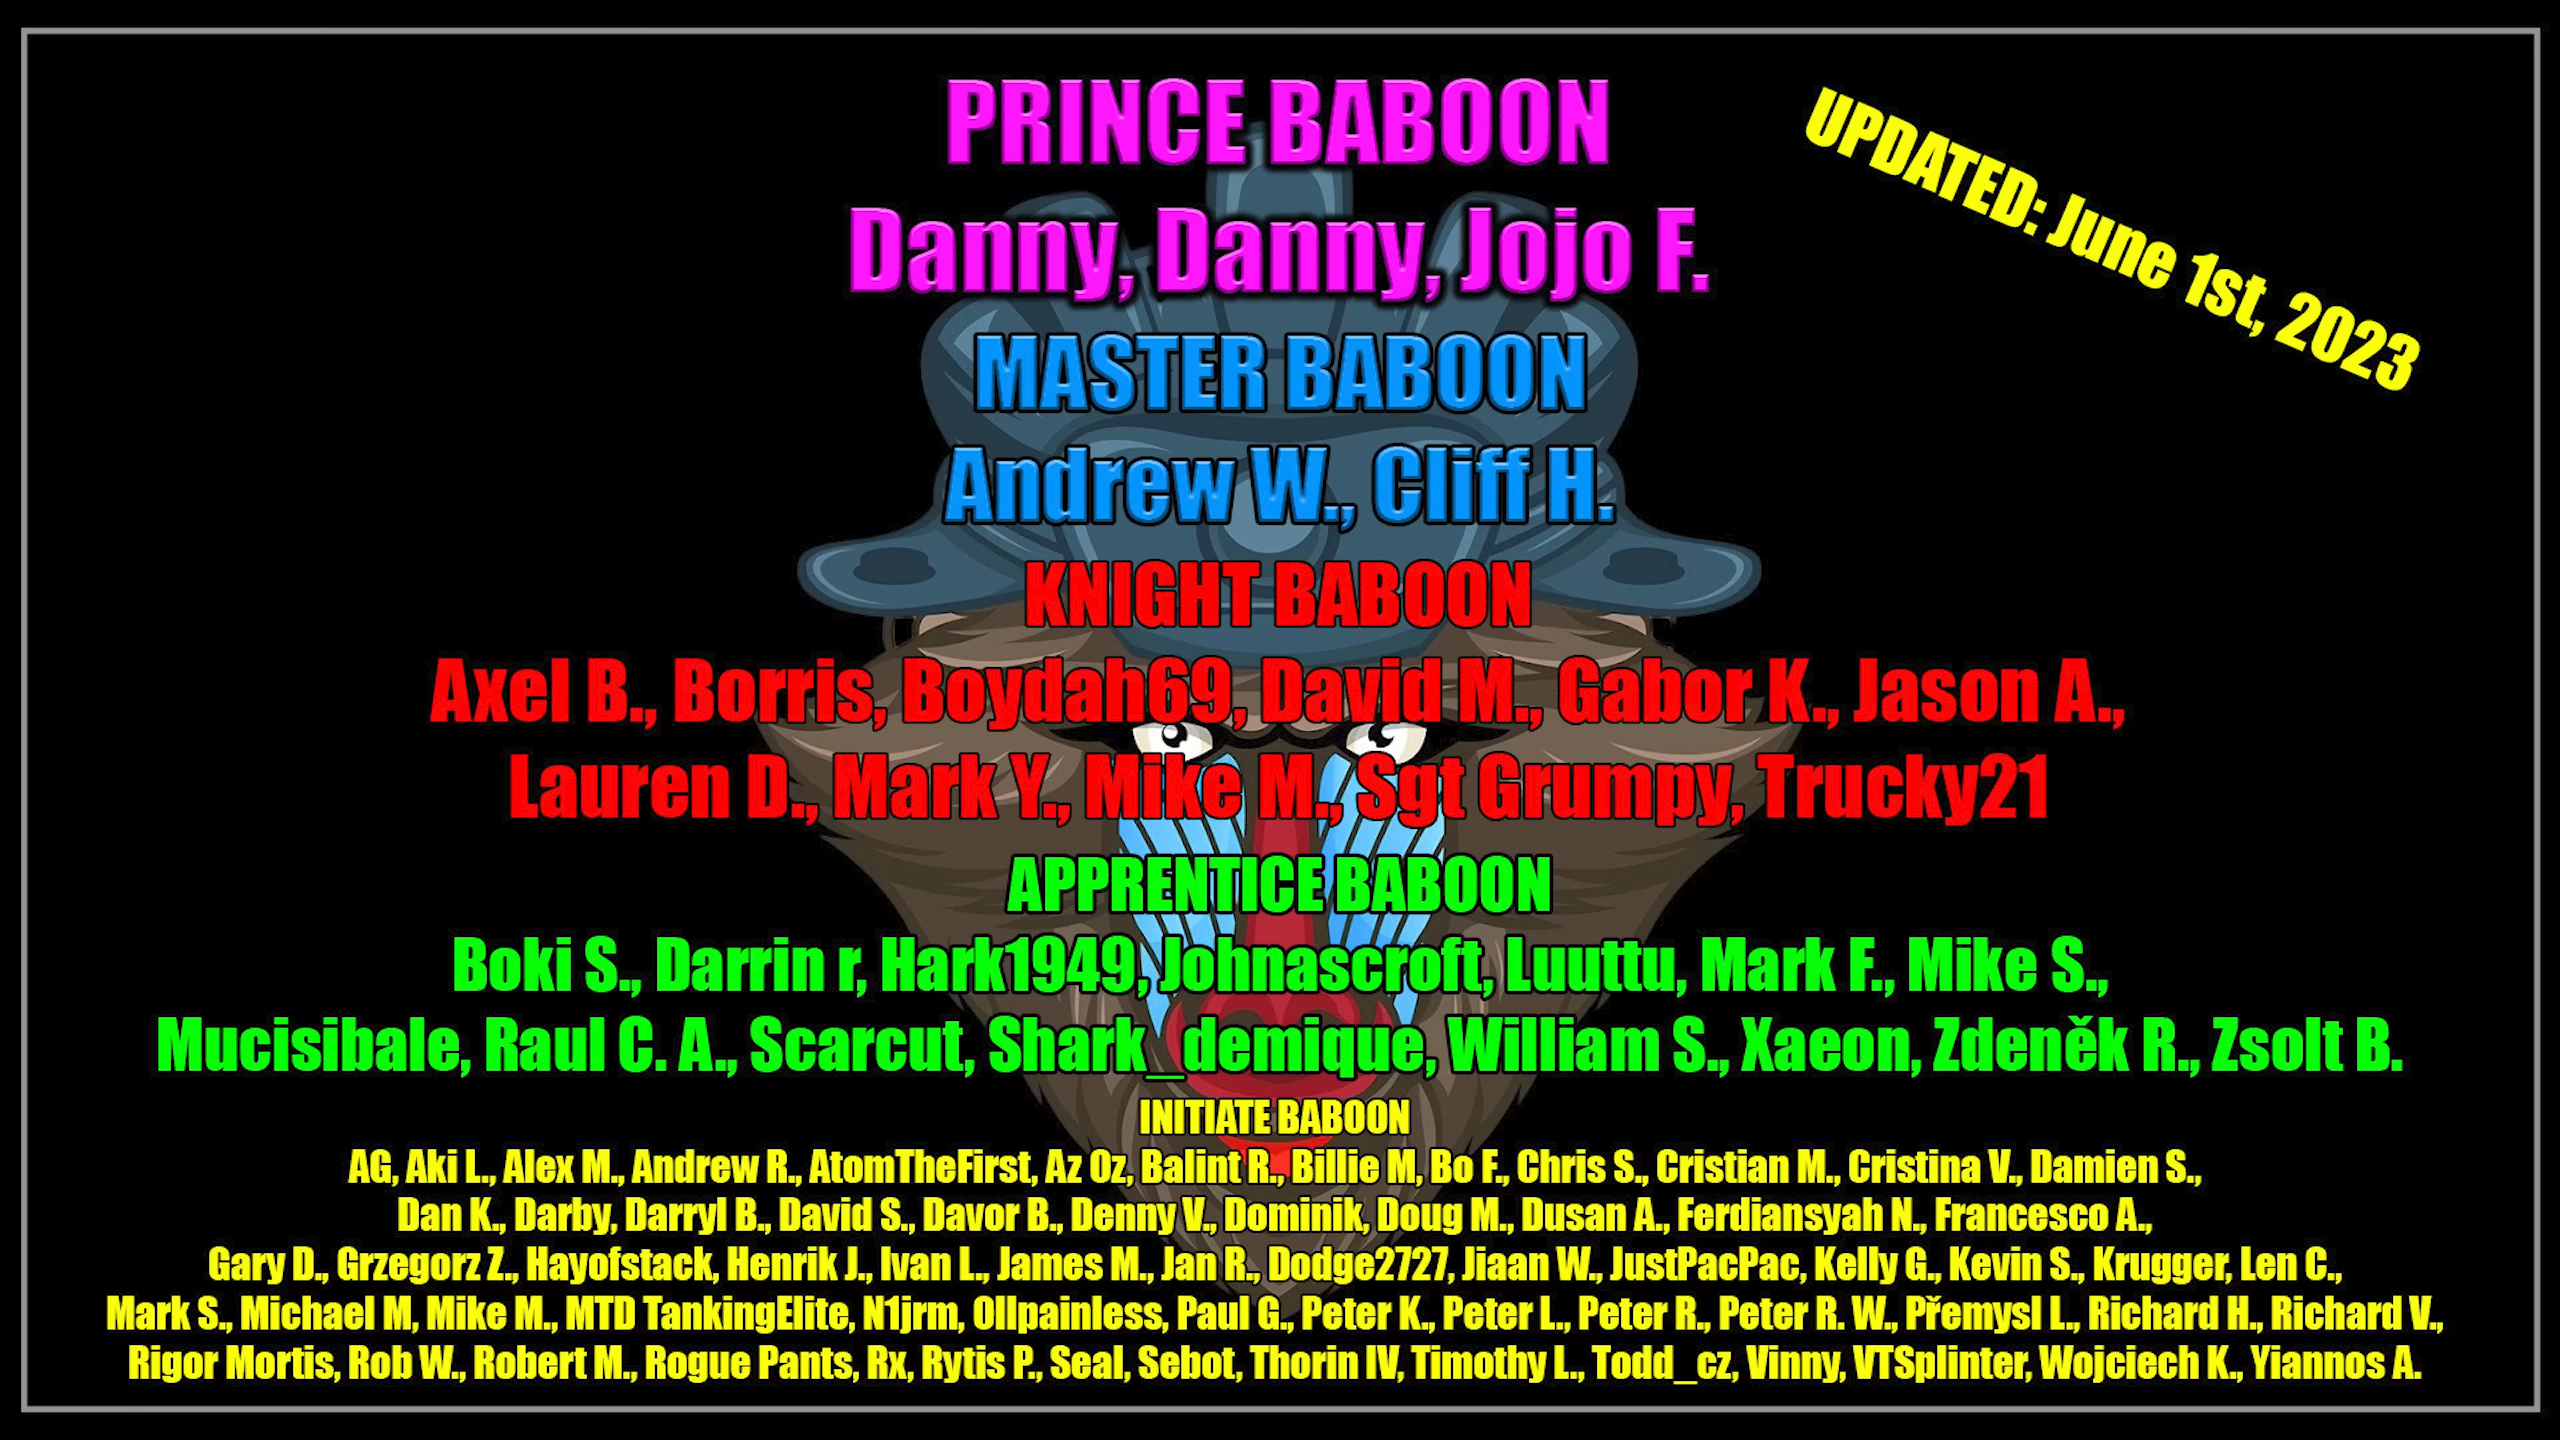 PRINCE BABOON
Danny, Danny, Jojo F.
UPDATED: June 1st, 2023
MASTER BABOON
Andrew W., Cliff H.
KNIGHT BABOON
Axel B., Borris, Boydah69, David M., Gabor K., Jason A.,
Lauren D., Mark Y., Mike M., Sgt Grumpy, Trucky21
APPRENTICE BABOON
Boki S., Darrin r, Hark1949, Johnascroft, Luuttu, Mark F., Mike S.,
Mucisibale, Raul C. A., Scarcut, Shark_demique, William S., Xaeon, Zdeněk R., Zsolt B.
INITIATE BABOON
AG, Aki L., Alex M., Andrew R., AtomTheFirst, Az Oz, Balint R., Billie M, Bo F., Chris S., Cristian M., Cristina V., Damien S.,
Dan K., Darby, Darryl B., David S., Davor B., Denny V., Dominik, Doug M., Dusan A., Ferdiansyah N., Francesco A.,
Gary D., Grzegorz Z., Hayofstack, Henrik J., Ivan L., James M., Jan R., Dodge2727, Jiaan W., JustPacPac, Kelly G., Kevin S., Krugger, Len C.,
Mark S., Michael M, Mike M., MTD TankingElite, N1jrm, Ollpainless, Paul G., Peter K., Peter L., Peter R., Peter R. W., Přemysl L., Richard H., Richard V.,
Rigor Mortis, Rob W., Robert M., Rogue Pants, Rx, Rytis P., Seal, Sebot, Thorin IV, Timothy L., Todd_cz, Vinny, VTSplinter, Wojciech K., Yiannos A.